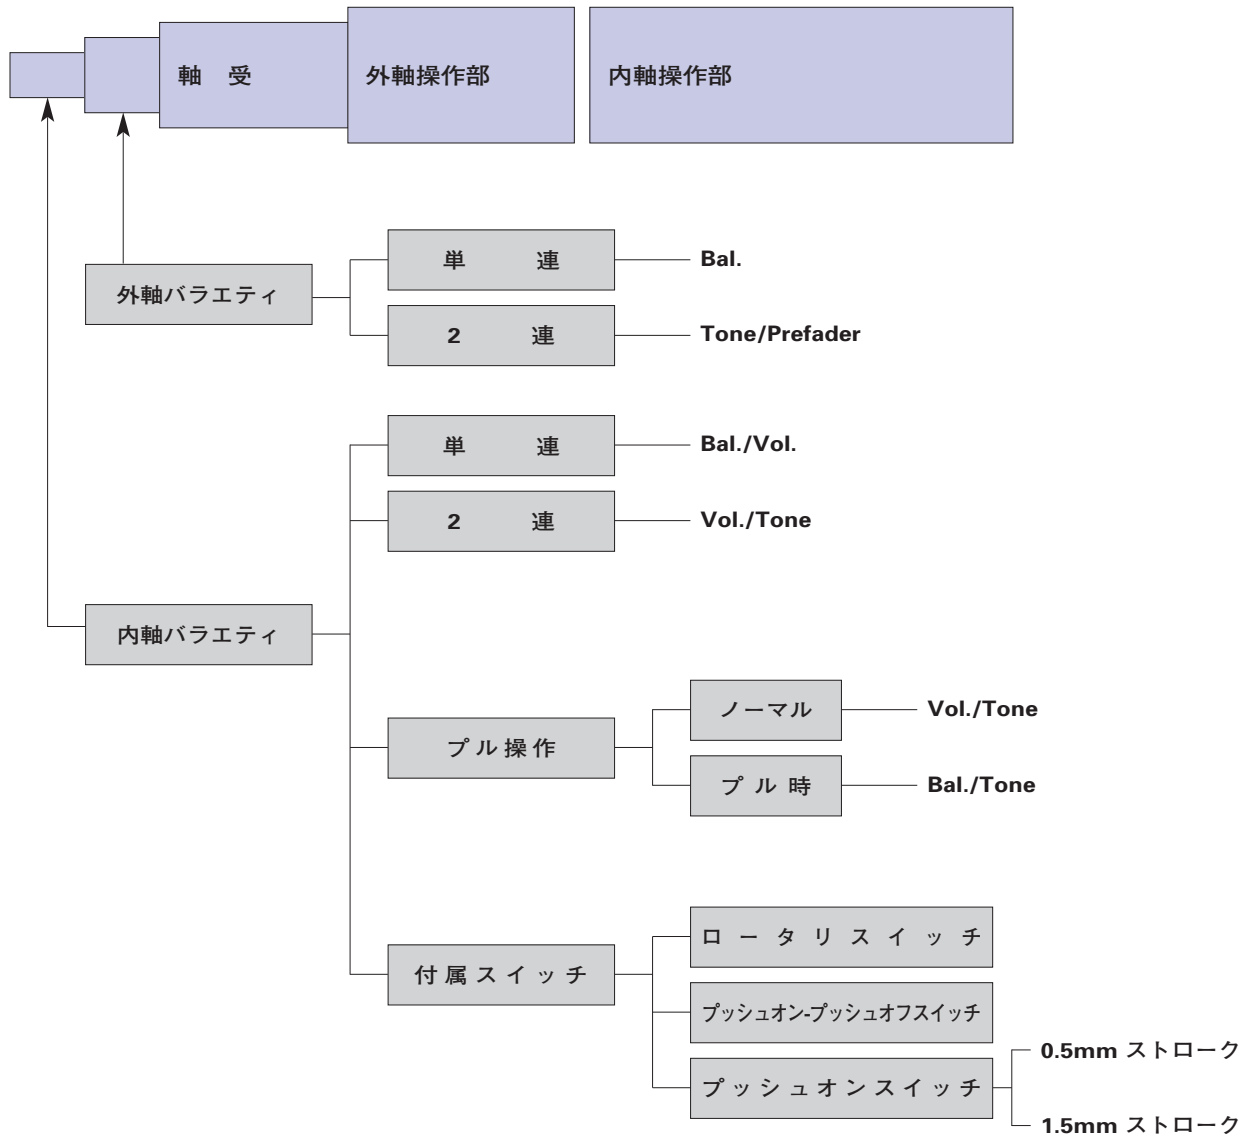 軸 受
外軸操作部
内軸操作部
外軸バラエティ
単 連
Bal.
2 連
Tone/Prefader
単 連
Bal./Vol.
2 連
Vol./Tone
内軸バラエティ
プル操作
ノーマル
Vol./Tone
プル時
Bal./Tone
付属スイッチ
ロータリスイッチ
プッシュオン-プッシュオフスイッチ
プッシュオンスイッチ
0.5mm ストローク
1.5mm ストローク